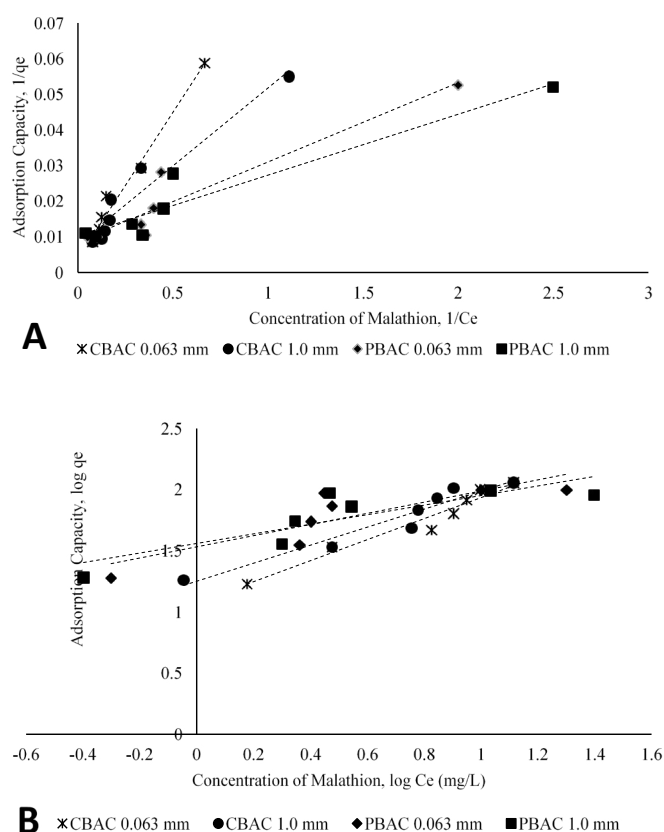 0.07
0.06
0.05
0.04
0.03
0.02
0.01
0
Adsorption Capacity, 1/qe
0 0.5 1 1.5 2 2.5 3
Concentration of Malathion, 1/Ce
A
CBAC 0.063 mm CBAC 1.0 mm PBAC 0.063 mm PBAC 1.0 mm
2.5
2
1.5
1
0.5
0
Adsorption Capacity, log qe
-0.6 -0.4 -0.2 0 0.2 0.4 0.6 0.8 1 1.2 1.4 1.6
Concentration of Malathion, log Ce (mg/L)
B
CBAC 0.063 mm CBAC 1.0 mm PBAC 0.063 mm PBAC 1.0 mm